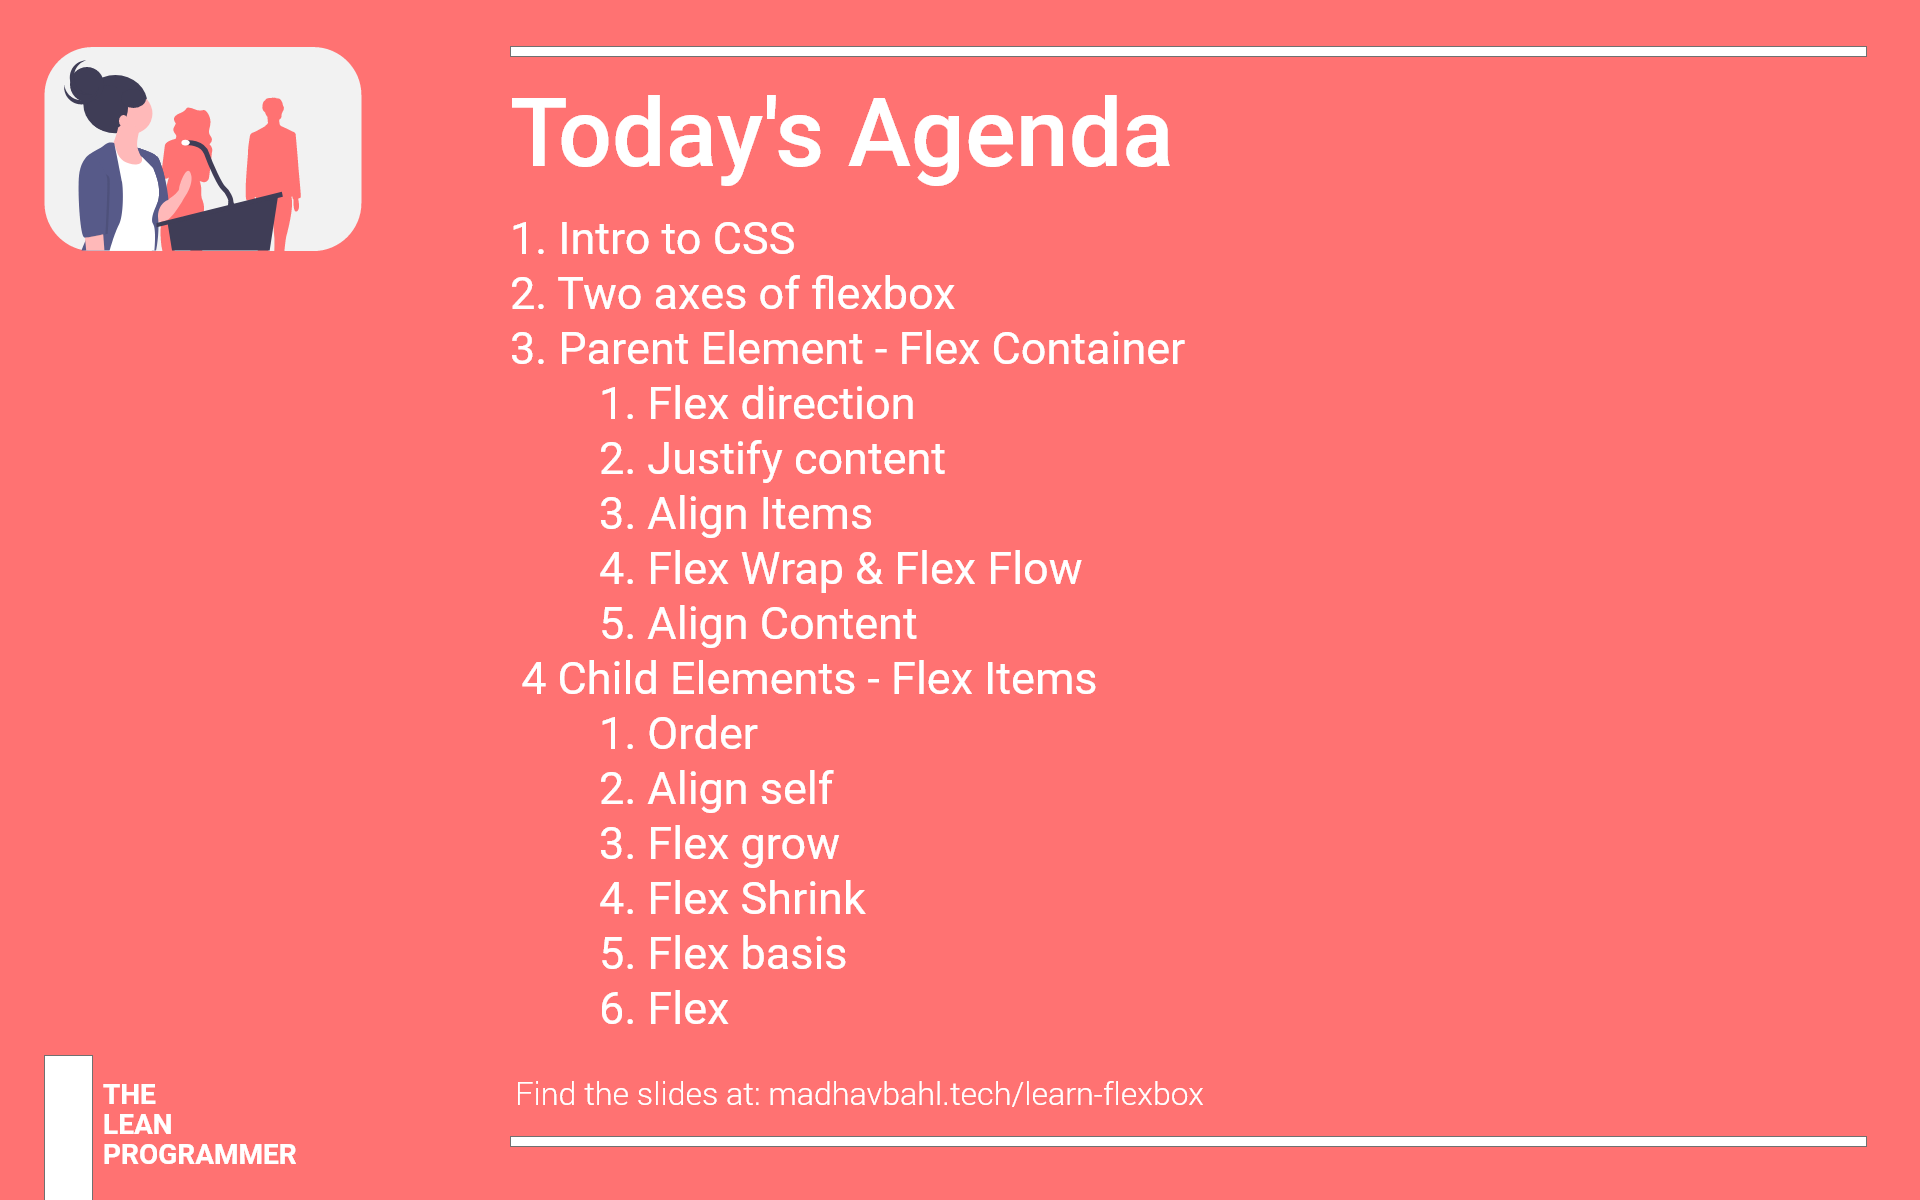 Today's Agenda
1. Intro to CSS
2. Two axes of flexbox
3. Parent Element - Flex Container
1. Flex direction
2. Justify content
3. Align Items
4. Flex Wrap & Flex Flow
5. Align Content
4 Child Elements - Flex Items
1. Order
2. Align self
3. Flex grow
4. Flex Shrink
5. Flex basis
6. Flex
Find the slides at: madhavbahl.tech/learn-flexbox
THE
LEAN
PROGRAMMER